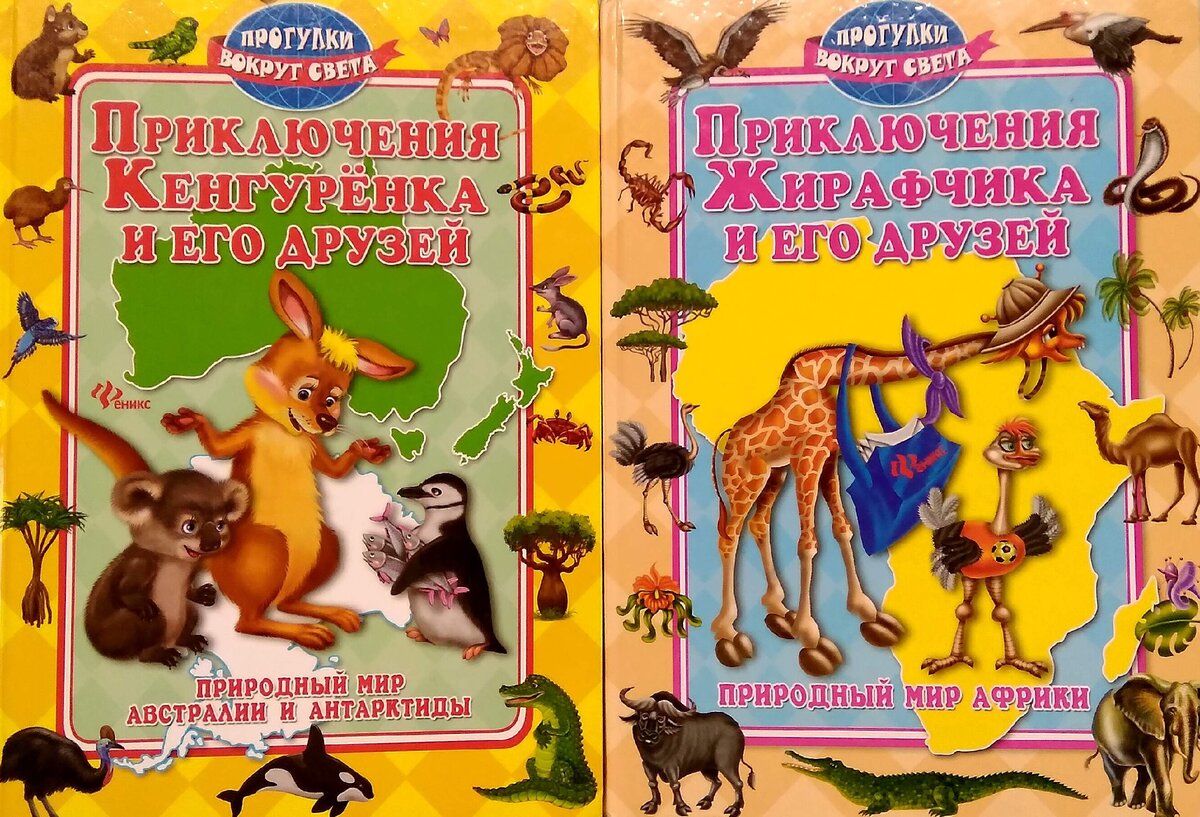 ПРОГУЛКИ
ВОКРУГ СВЕТА
ПРИКЛЮЧЕНИЯ
КЕНГУРЁНКА
И ЕГО ДРУЗЕЙ
Феникс
ПРИРОДНЫЙ МИР
АВСТРАЛИИ И АНТАРКТИДЫ
ПРОГУЛКИ
ВОКРУГ СВЕТА
ПРИКЛЮЧЕНИЯ
ЖИРАФЧИКА
И ЕГО ДРУЗЕЙ
Феникс
ПРИРОДНЫЙ МИР АФРИКИ